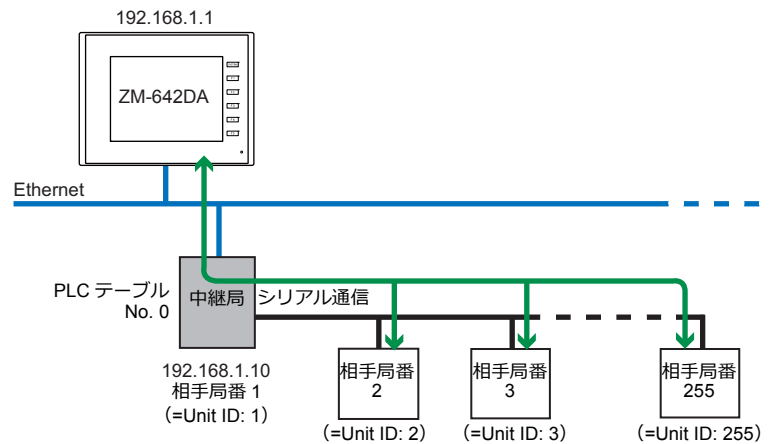 192.168.1.1
ZM-642DA
Ethernet
PLC テーブル
No. 0
中継局
シリアル通信
192.168.1.10
相手局番 1
（=Unit ID: 1）
相手局番
2
（=Unit ID: 2）
相手局番
3
（=Unit ID: 3）
相手局番
255
（=Unit ID: 255）